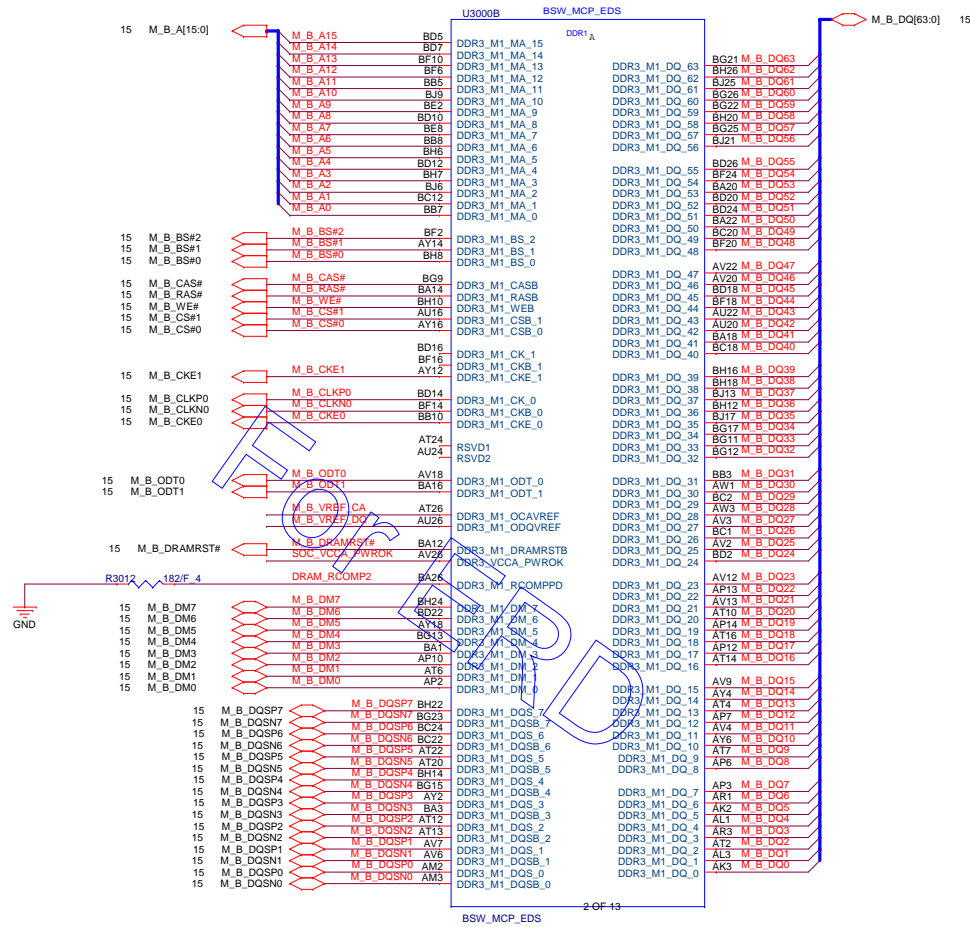 U3000B BSW_MCP_EDS
DDR1
15 M_B_A[15:0]
M_B_DQ[63:0] 15
M_B_A15 BD5 DDR3_M1_MA_15
M_B_A14 BD7 DDR3_M1_MA_14
M_B_A13 BF10 DDR3_M1_MA_13
M_B_A12 BF6 DDR3_M1_MA_12
M_B_A11 BB5 DDR3_M1_MA_11
M_B_A10 BJ9 DDR3_M1_MA_10
M_B_A9 BE2 DDR3_M1_MA_9
M_B_A8 BD10 DDR3_M1_MA_8
M_B_A7 BE8 DDR3_M1_MA_7
M_B_A6 BB8 DDR3_M1_MA_6
M_B_A5 BH6 DDR3_M1_MA_5
M_B_A4 BD12 DDR3_M1_MA_4
M_B_A3 BH7 DDR3_M1_MA_3
M_B_A2 BJ6 DDR3_M1_MA_2
M_B_A1 BC12 DDR3_M1_MA_1
M_B_A0 BB7 DDR3_M1_MA_0
15 M_B_BS#2 M_B_BS#2 BF2 DDR3_M1_BS_2
15 M_B_BS#1 M_B_BS#1 AY14 DDR3_M1_BS_1
15 M_B_BS#0 M_B_BS#0 BH8 DDR3_M1_BS_0
15 M_B_CAS# M_B_CAS# BG9 DDR3_M1_CASB
15 M_B_RAS# M_B_RAS# BA14 DDR3_M1_RASB
15 M_B_WE# M_B_WE# BH10 DDR3_M1_WEB
15 M_B_CS#1 M_B_CS#1 AU16 DDR3_M1_CSB_1
15 M_B_CS#0 M_B_CS#0 AY16 DDR3_M1_CSB_0
BD16 DDR3_M1_CK_1
BF16 DDR3_M1_CKB_1
15 M_B_CKE1 M_B_CKE1 AY12 DDR3_M1_CKE_1
15 M_B_CLKP0 M_B_CLKP0 BD14 DDR3_M1_CK_0
15 M_B_CLKN0 M_B_CLKN0 BF14 DDR3_M1_CKB_0
15 M_B_CKE0 M_B_CKE0 BB10 DDR3_M1_CKE_0
AT24 RSVD1
AU24 RSVD2
15 M_B_ODT0 M_B_ODT0 AV18 DDR3_M1_ODT_0
15 M_B_ODT1 M_B_ODT1 BA16 DDR3_M1_ODT_1
M_B_VREF_CA AT26 DDR3_M1_OCAVREF
M_B_VREF_DQ AU26 DDR3_M1_ODQVREF
15 M_B_DRAMRST# M_B_DRAMRST# BA12 DDR3_M1_DRAMRSTB
SOC_VCCA_PWROK AV26 DDR3_VCCA_PWROK
R3012 182/F_4 DRAM_RCOMP2 BA26 DDR3_M1_RCOMPPD
GND
15 M_B_DM7 M_B_DM7 BH24 DDR3_M1_DM_7
15 M_B_DM6 M_B_DM6 BD22 DDR3_M1_DM_6
15 M_B_DM5 M_B_DM5 AY18 DDR3_M1_DM_5
15 M_B_DM4 M_B_DM4 BG13 DDR3_M1_DM_4
15 M_B_DM3 M_B_DM3 BA1 DDR3_M1_DM_3
15 M_B_DM2 M_B_DM2 AP10 DDR3_M1_DM_2
15 M_B_DM1 M_B_DM1 AT6 DDR3_M1_DM_1
15 M_B_DM0 M_B_DM0 AP2 DDR3_M1_DM_0
15 M_B_DQSP7 M_B_DQSP7 BH22 DDR3_M1_DQS_7
15 M_B_DQSN7 M_B_DQSN7 BG23 DDR3_M1_DQSB_7
15 M_B_DQSP6 M_B_DQSP6 BC24 DDR3_M1_DQS_6
15 M_B_DQSN6 M_B_DQSN6 BC22 DDR3_M1_DQSB_6
15 M_B_DQSP5 M_B_DQSP5 AT22 DDR3_M1_DQS_5
15 M_B_DQSN5 M_B_DQSN5 AT20 DDR3_M1_DQSB_5
15 M_B_DQSP4 M_B_DQSP4 BH14 DDR3_M1_DQS_4
15 M_B_DQSN4 M_B_DQSN4 BG15 DDR3_M1_DQSB_4
15 M_B_DQSP3 M_B_DQSP3 AY2 DDR3_M1_DQS_3
15 M_B_DQSN3 M_B_DQSN3 BA3 DDR3_M1_DQSB_3
15 M_B_DQSP2 M_B_DQSP2 AT12 DDR3_M1_DQS_2
15 M_B_DQSN2 M_B_DQSN2 AT13 DDR3_M1_DQSB_2
15 M_B_DQSP1 M_B_DQSP1 AV7 DDR3_M1_DQS_1
15 M_B_DQSN1 M_B_DQSN1 AV6 DDR3_M1_DQSB_1
15 M_B_DQSP0 M_B_DQSP0 AM2 DDR3_M1_DQS_0
15 M_B_DQSN0 M_B_DQSN0 AM3 DDR3_M1_DQSB_0
DDR3_M1_DQ_63 BG21 M_B_DQ63
DDR3_M1_DQ_62 BH26 M_B_DQ62
DDR3_M1_DQ_61 BJ25 M_B_DQ61
DDR3_M1_DQ_60 BG26 M_B_DQ60
DDR3_M1_DQ_59 BG22 M_B_DQ59
DDR3_M1_DQ_58 BH20 M_B_DQ58
DDR3_M1_DQ_57 BG25 M_B_DQ57
DDR3_M1_DQ_56 BJ21 M_B_DQ56
DDR3_M1_DQ_55 BD26 M_B_DQ55
DDR3_M1_DQ_54 BF24 M_B_DQ54
DDR3_M1_DQ_53 BA20 M_B_DQ53
DDR3_M1_DQ_52 BD20 M_B_DQ52
DDR3_M1_DQ_51 BD24 M_B_DQ51
DDR3_M1_DQ_50 BA22 M_B_DQ50
DDR3_M1_DQ_49 BC20 M_B_DQ49
DDR3_M1_DQ_48 BF20 M_B_DQ48
DDR3_M1_DQ_47 AV22 M_B_DQ47
DDR3_M1_DQ_46 AV20 M_B_DQ46
DDR3_M1_DQ_45 BD18 M_B_DQ45
DDR3_M1_DQ_44 BF18 M_B_DQ44
DDR3_M1_DQ_43 AU22 M_B_DQ43
DDR3_M1_DQ_42 AU20 M_B_DQ42
DDR3_M1_DQ_41 BA18 M_B_DQ41
DDR3_M1_DQ_40 BC18 M_B_DQ40
DDR3_M1_DQ_39 BH16 M_B_DQ39
DDR3_M1_DQ_38 BH18 M_B_DQ38
DDR3_M1_DQ_37 BJ13 M_B_DQ37
DDR3_M1_DQ_36 BH12 M_B_DQ36
DDR3_M1_DQ_35 BJ17 M_B_DQ35
DDR3_M1_DQ_34 BG17 M_B_DQ34
DDR3_M1_DQ_33 BG11 M_B_DQ33
DDR3_M1_DQ_32 BG12 M_B_DQ32
DDR3_M1_DQ_31 BB3 M_B_DQ31
DDR3_M1_DQ_30 AW1 M_B_DQ30
DDR3_M1_DQ_29 BC2 M_B_DQ29
DDR3_M1_DQ_28 AW3 M_B_DQ28
DDR3_M1_DQ_27 AV3 M_B_DQ27
DDR3_M1_DQ_26 BC1 M_B_DQ26
DDR3_M1_DQ_25 AV2 M_B_DQ25
DDR3_M1_DQ_24 BD2 M_B_DQ24
DDR3_M1_DQ_23 AV12 M_B_DQ23
DDR3_M1_DQ_22 AP13 M_B_DQ22
DDR3_M1_DQ_21 AV13 M_B_DQ21
DDR3_M1_DQ_20 AT10 M_B_DQ20
DDR3_M1_DQ_19 AP14 M_B_DQ19
DDR3_M1_DQ_18 AT16 M_B_DQ18
DDR3_M1_DQ_17 AP12 M_B_DQ17
DDR3_M1_DQ_16 AT14 M_B_DQ16
DDR3_M1_DQ_15 AV9 M_B_DQ15
DDR3_M1_DQ_14 AY4 M_B_DQ14
DDR3_M1_DQ_13 AT4 M_B_DQ13
DDR3_M1_DQ_12 AP7 M_B_DQ12
DDR3_M1_DQ_11 AV4 M_B_DQ11
DDR3_M1_DQ_10 AY6 M_B_DQ10
DDR3_M1_DQ_9 AT7 M_B_DQ9
DDR3_M1_DQ_8 AP6 M_B_DQ8
DDR3_M1_DQ_7 AP3 M_B_DQ7
DDR3_M1_DQ_6 AR1 M_B_DQ6
DDR3_M1_DQ_5 AK2 M_B_DQ5
DDR3_M1_DQ_4 AL1 M_B_DQ4
DDR3_M1_DQ_3 AR3 M_B_DQ3
DDR3_M1_DQ_2 AT2 M_B_DQ2
DDR3_M1_DQ_1 AL3 M_B_DQ1
DDR3_M1_DQ_0 AK3 M_B_DQ0
2 OF 13
BSW_MCP_EDS